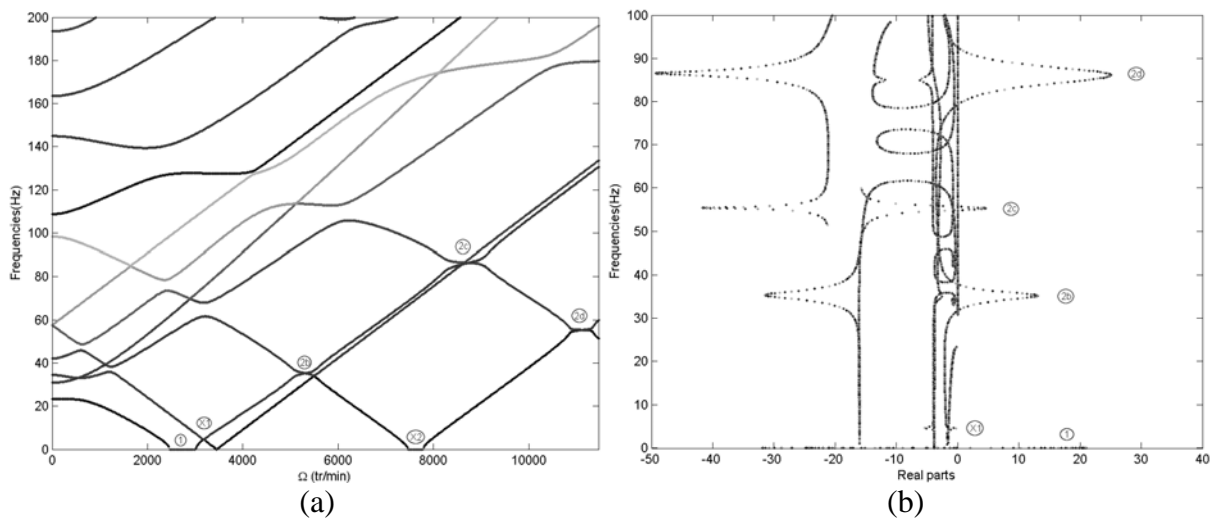 200
180
160
140
120
100
80
60
40
20
0
Frequencies(Hz)
0 2000 4000 6000 8000 10000
Ω (tr/min)
2c
2d
2b
X1
1
X2
(a)
100
90
80
70
60
50
40
30
20
10
0
Frequencies(Hz)
-50 -40 -30 -20 -10 0 10 20 30 40
Real parts
2d
2c
2b
X1
1
(b)